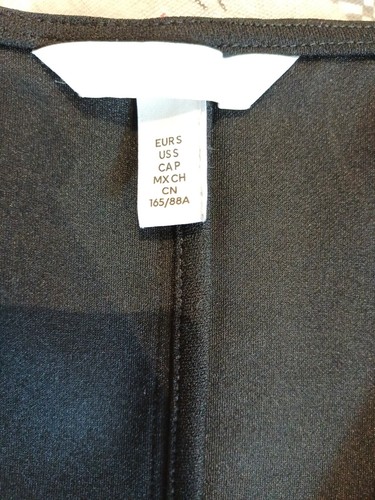 EUR S
US S
CA P
MX CH
CN
165/88A